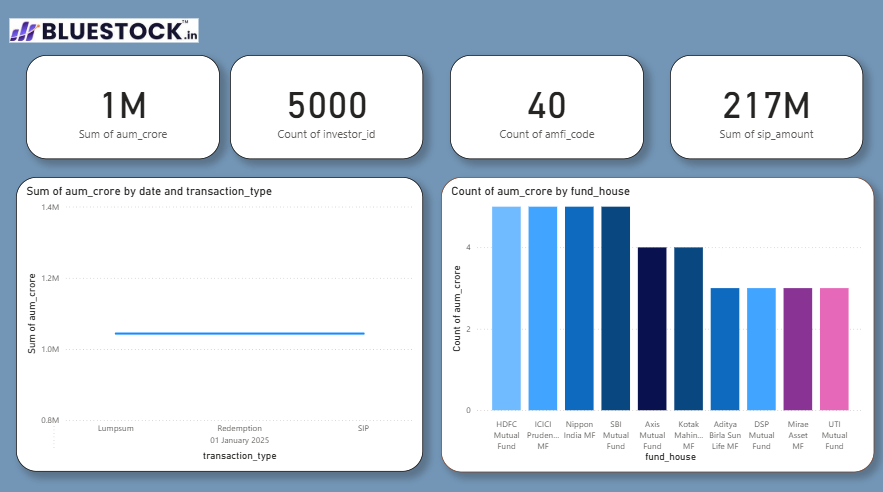 BLUESTOCK™.in
1M
Sum of aum_crore
5000
Count of investor_id
40
Count of amfi_code
217M
Sum of sip_amount
Sum of aum_crore by date and transaction_type
Sum of aum_crore
1.4M
1.2M
1.0M
0.8M
Lumpsum
Redemption
SIP
01 January 2025
transaction_type
Count of aum_crore by fund_house
Count of aum_crore
4
2
0
HDFC
Mutual
Fund
ICICI
Pruden...
MF
Nippon
India MF
SBI
Mutual
Fund
Axis
Mutual
Fund
Kotak
Mahin...
MF
Aditya
Birla Sun
Life MF
DSP
Mutual
Fund
Mirae
Asset
MF
UTI
Mutual
Fund
fund_house